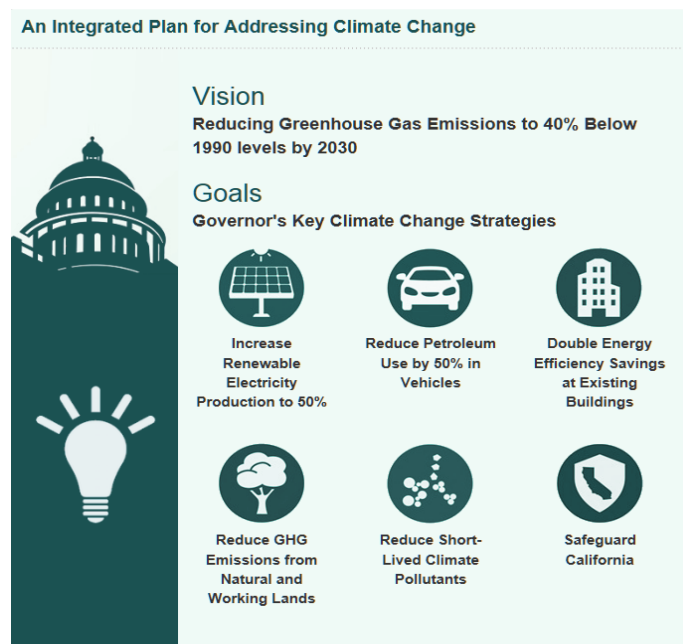 An Integrated Plan for Addressing Climate Change
Vision
Reducing Greenhouse Gas Emissions to 40% Below
1990 levels by 2030
Goals
Governor's Key Climate Change Strategies
Increase
Renewable
Electricity
Production to 50%
Reduce Petroleum
Use by 50% in
Vehicles
Double Energy
Efficiency Savings
at Existing
Buildings
Reduce GHG
Emissions from
Natural and
Working Lands
Reduce Short-
Lived Climate
Pollutants
Safeguard
California